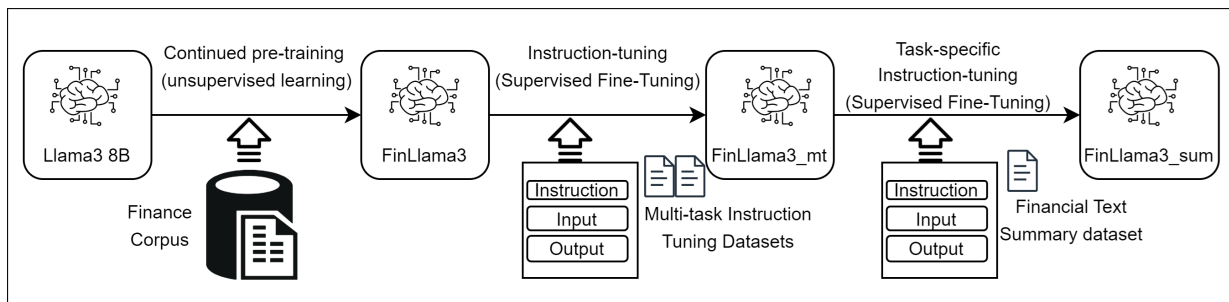 Continued pre-training
(unsupervised learning)
Instruction-tuning
(Supervised Fine-Tuning)
Task-specific
Instruction-tuning
(Supervised Fine-Tuning)
Llama3 8B
FinLlama3
FinLlama3_mt
FinLlama3_sum
Finance
Corpus
Instruction
Input
Output
Multi-task Instruction
Tuning Datasets
Instruction
Input
Output
Financial Text
Summary dataset